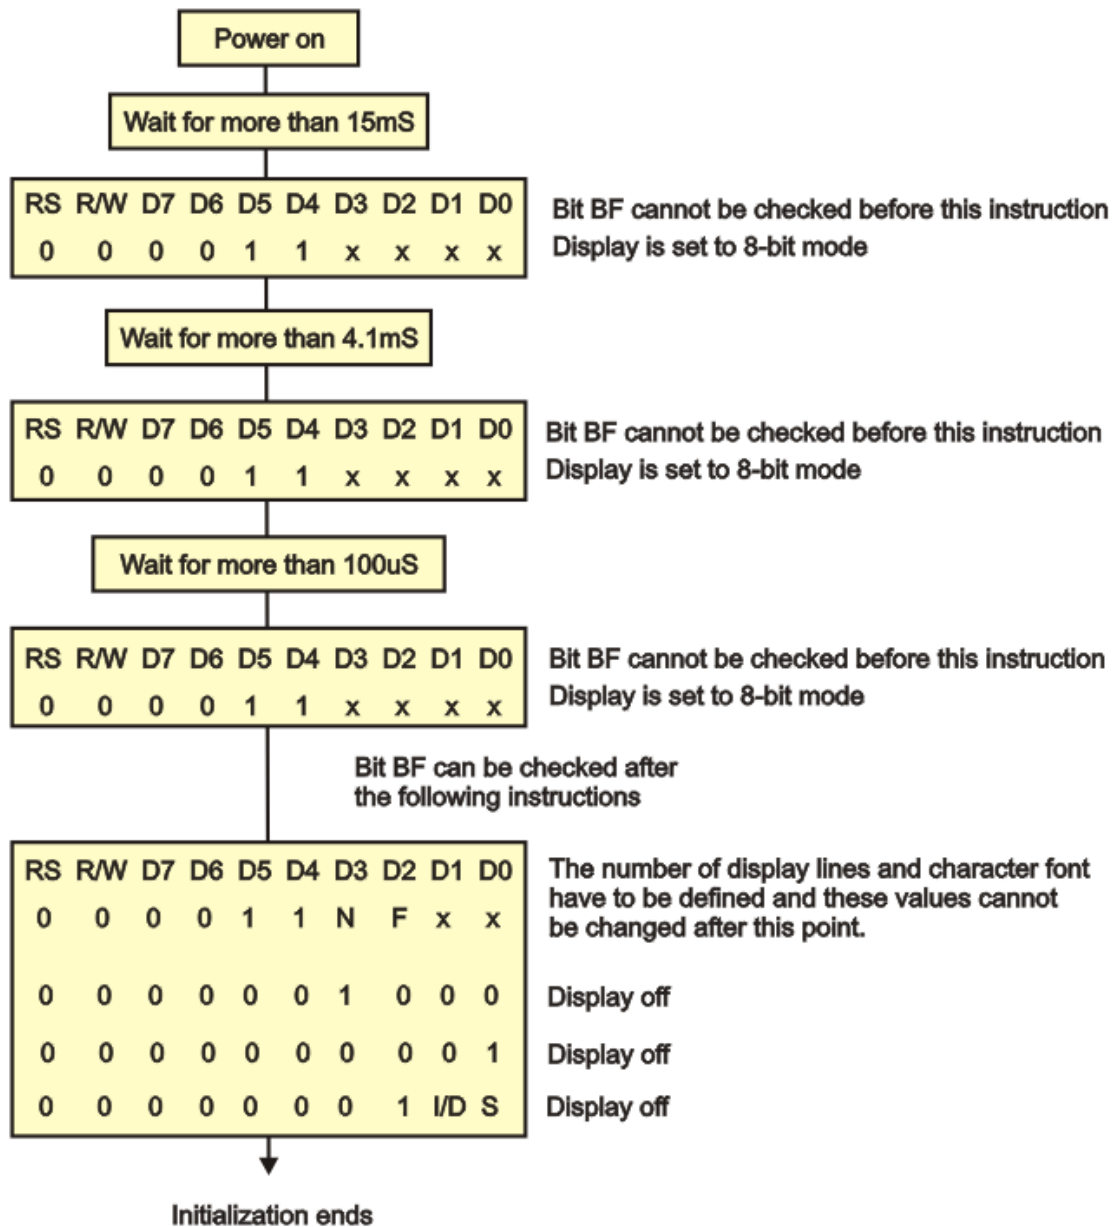 Power on
Wait for more than 15mS
RS R/W D7 D6 D5 D4 D3 D2 D1 D0
0 0 0 0 1 1 x x x x
Bit BF cannot be checked before this instruction
Display is set to 8-bit mode
Wait for more than 4.1mS
RS R/W D7 D6 D5 D4 D3 D2 D1 D0
0 0 0 0 1 1 x x x x
Bit BF cannot be checked before this instruction
Display is set to 8-bit mode
Wait for more than 100uS
RS R/W D7 D6 D5 D4 D3 D2 D1 D0
0 0 0 0 1 1 x x x x
Bit BF cannot be checked before this instruction
Display is set to 8-bit mode
Bit BF can be checked after
the following instructions
RS R/W D7 D6 D5 D4 D3 D2 D1 D0
0 0 0 0 1 1 N F x x
The number of display lines and character font
have to be defined and these values cannot
be changed after this point.
0 0 0 0 0 0 1 0 0 0
Display off
0 0 0 0 0 0 0 0 0 1
Display off
0 0 0 0 0 0 0 1 I/D S
Display off
Initialization ends